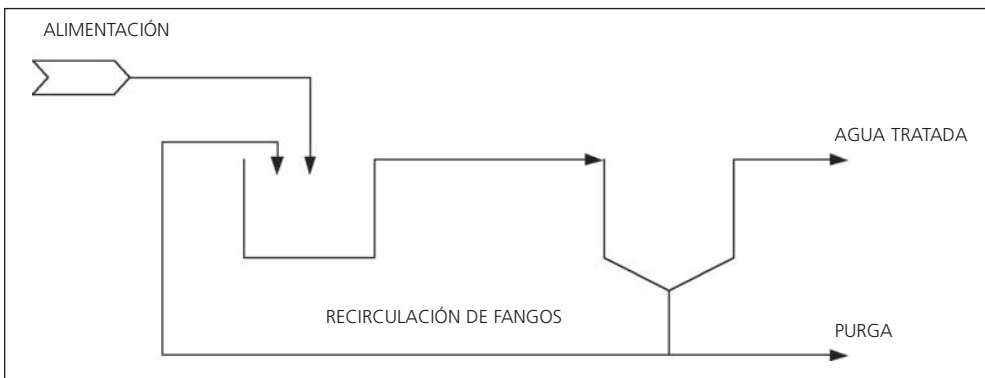 ALIMENTACIÓN
AGUA TRATADA
RECIRCULACIÓN DE FANGOS
PURGA